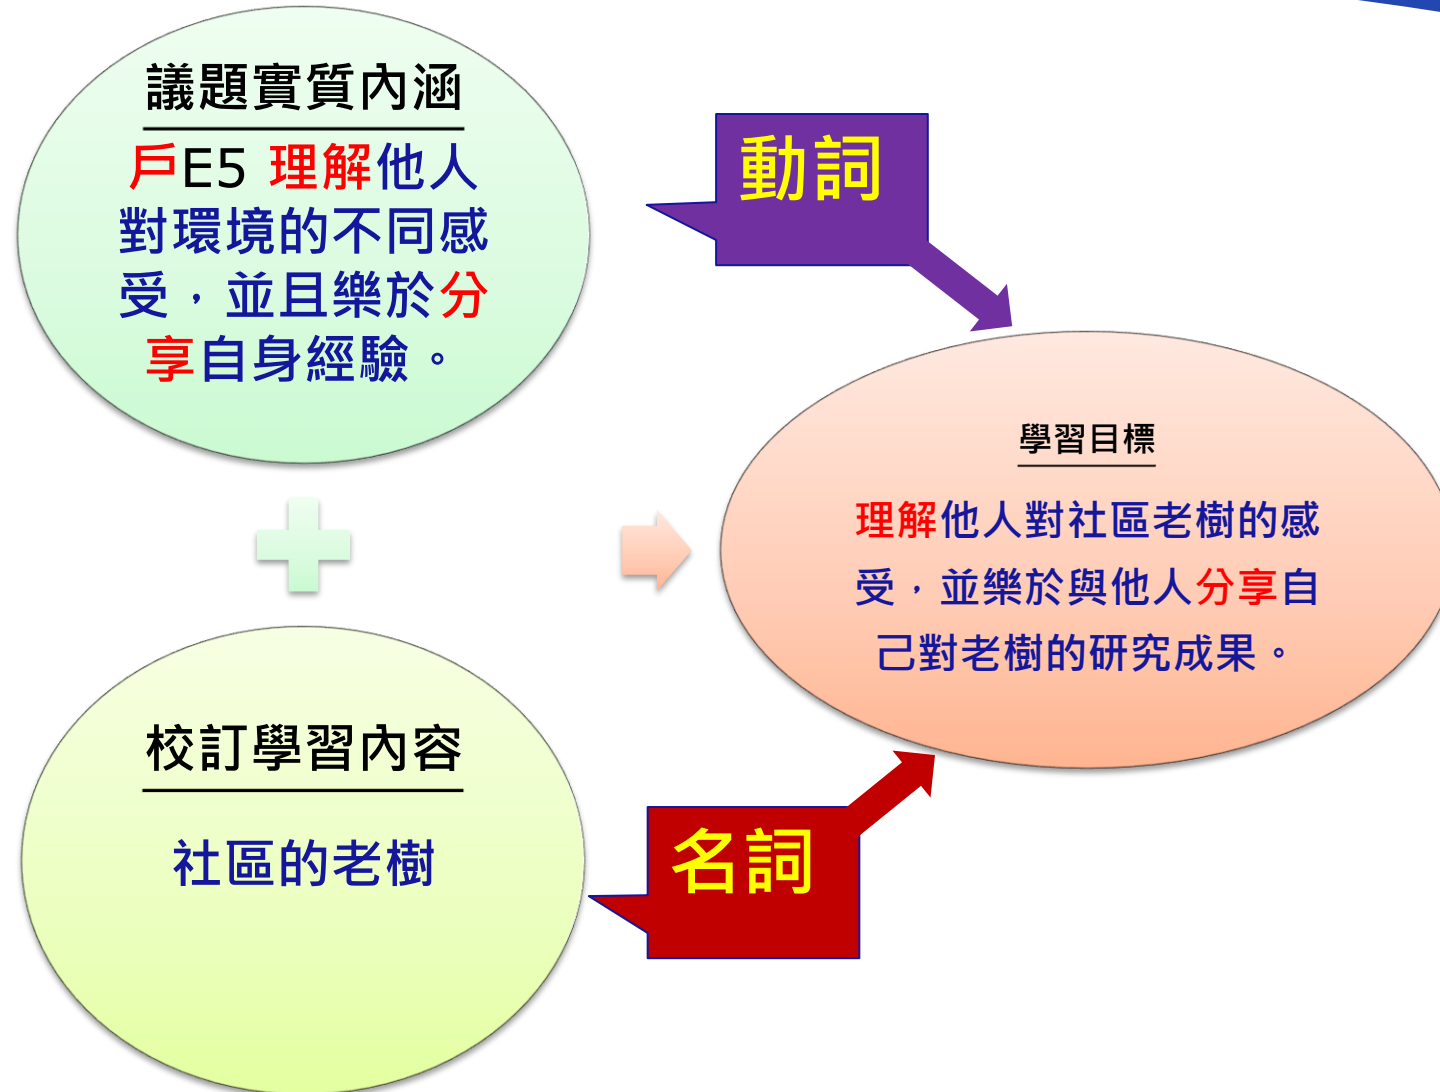 議題實質內涵
戶E5 理解他人
對環境的不同感
受，並且樂於分
享自身經驗。
動詞
學習目標
理解他人對社區老樹的感
受，並樂於與他人分享自
己對老樹的研究成果。
校訂學習內容
社區的老樹
名詞